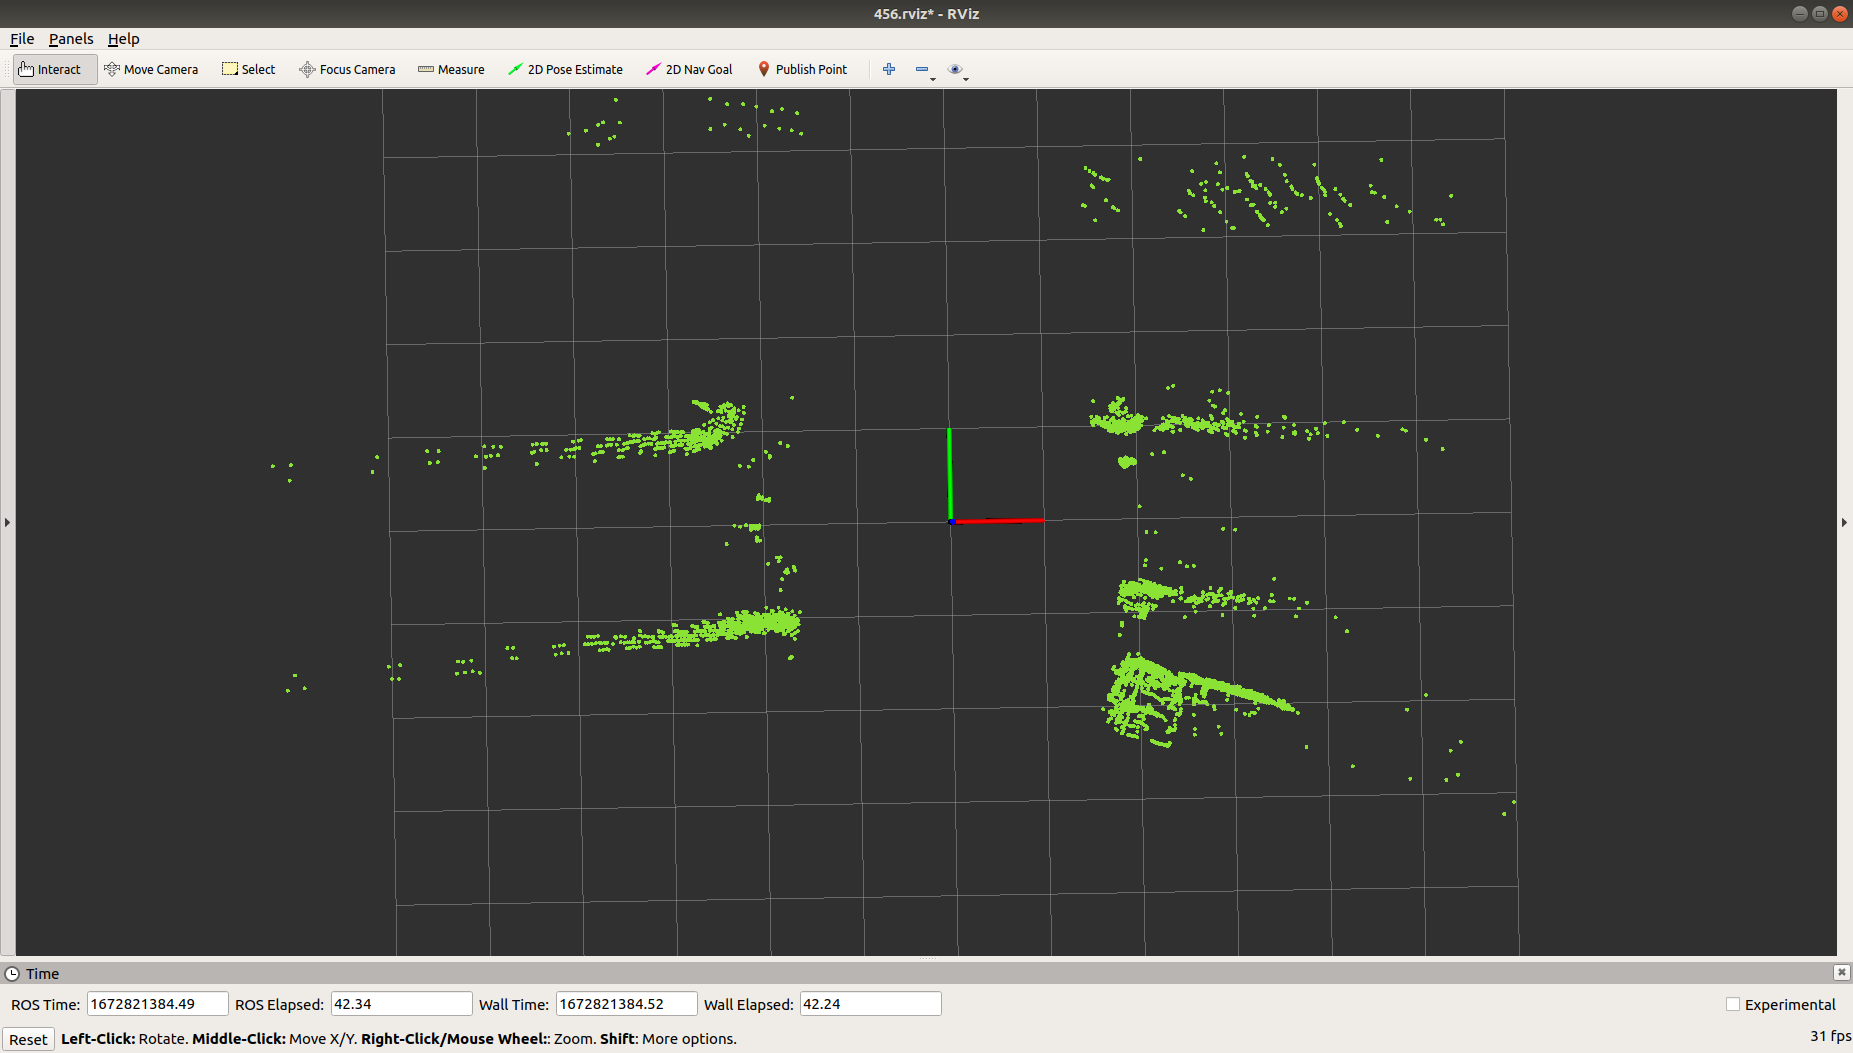 456.rviz* - RViz
File Panels Help
Interact Move Camera Select Focus Camera Measure 2D Pose Estimate 2D Nav Goal Publish Point
Time
ROS Time: 1672821384.49 ROS Elapsed: 42.34 Wall Time: 1672821384.52 Wall Elapsed: 42.24 Experimental
Reset Left-Click: Rotate. Middle-Click: Move X/Y. Right-Click/Mouse Wheel:: Zoom. Shift: More options. 31 fps